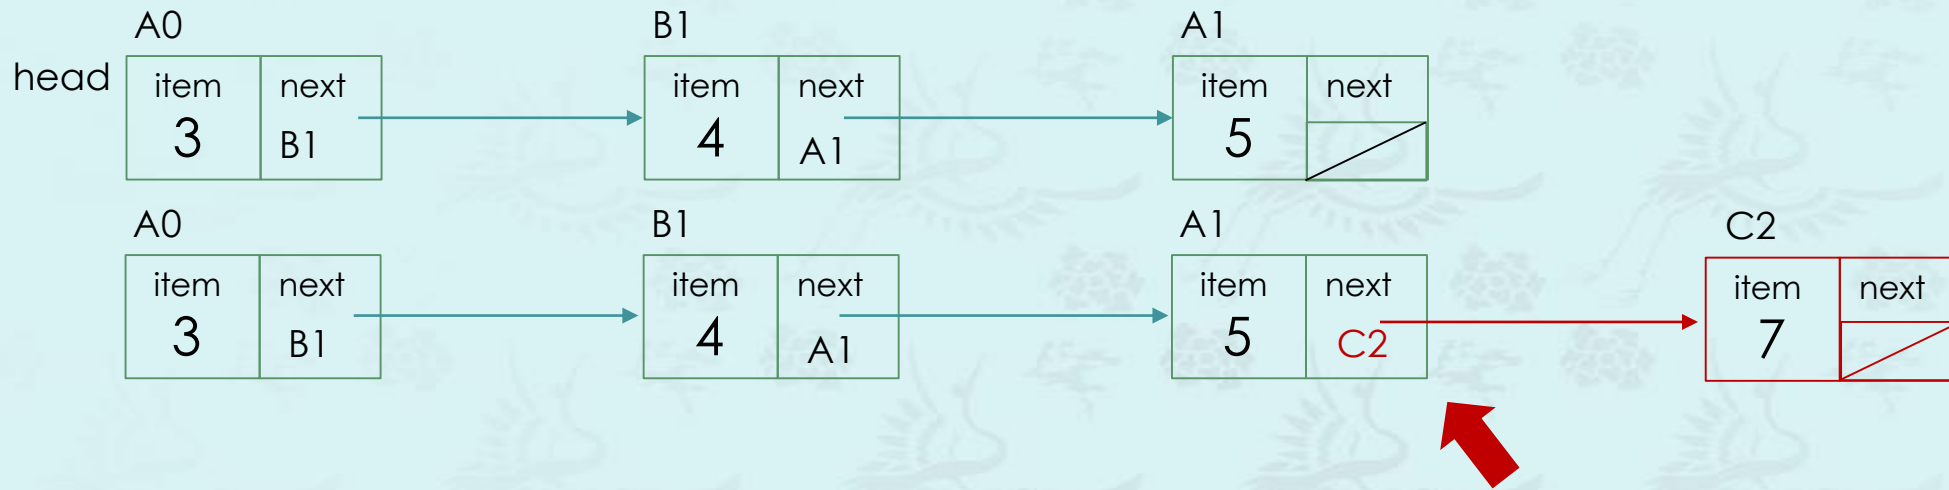 A0 B1 A1
head item next item next item next
3 B1 4 A1 5
A0 B1 A1 C2
item next item next item next item next
3 B1 4 A1 5 C2 7